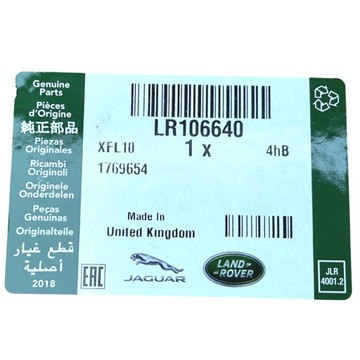 Genuine
Parts
Pièces
d'Origine
純正部品
Piezas
Originales
Ricambi
Originali
Originele
Onderdelen
Peças
Genuinas
Originalteile
قطع غيار
أصلية
2018
LR106640
XFL10
1 x
4hB
1769654
Made In
United Kingdom
EAC
JAGUAR
LAND-
ROVER
JLR
4001.2